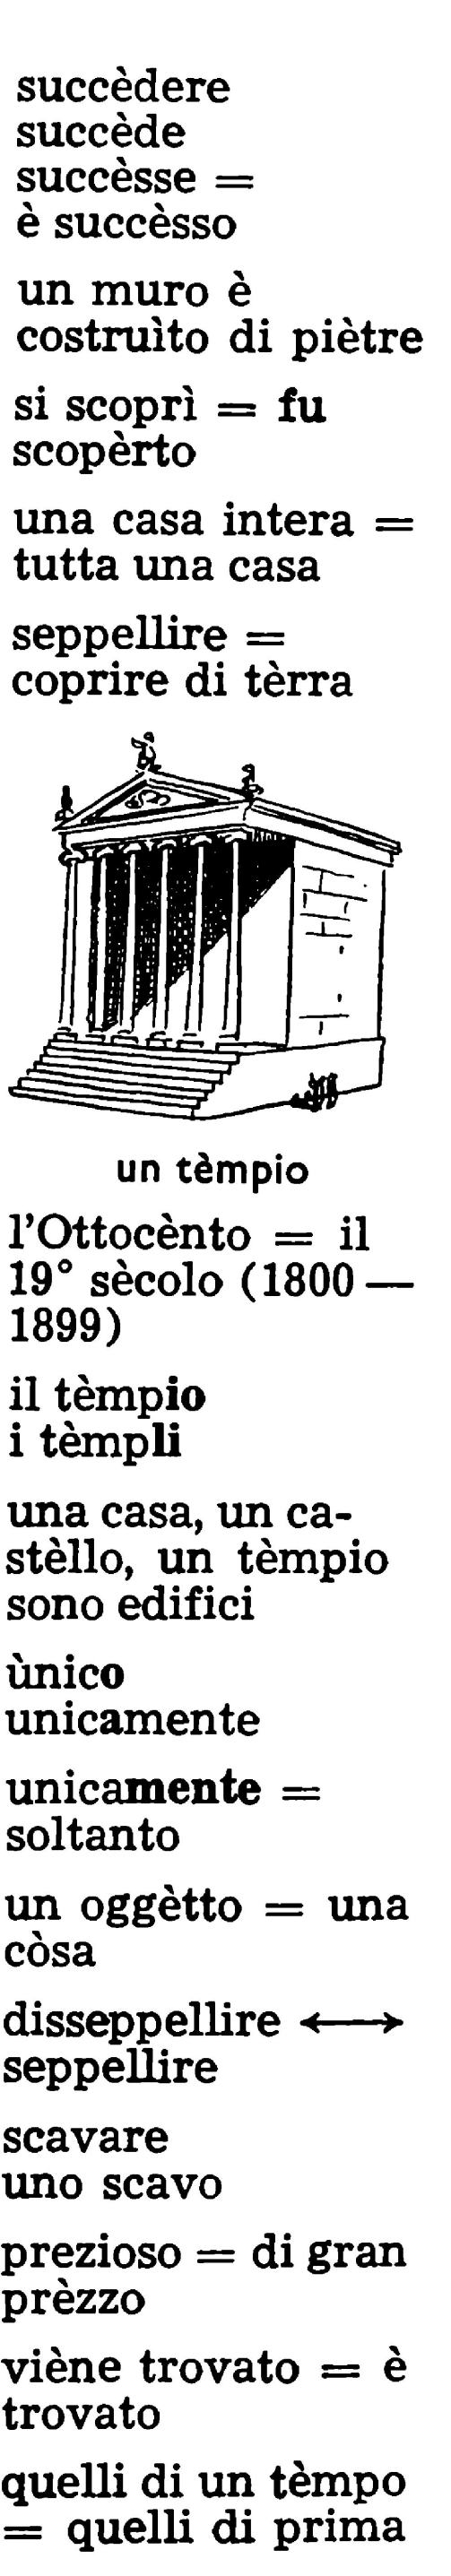 succèdere
succède
succèsse =
è succèsso
un muro è
costruìto di piètre
si scoprì = fu
scopèrto
una casa intera =
tutta una casa
seppellire =
coprire di tèrra
un tèmpio
l'Ottocènto = il
19° sècolo (1800 —
1899)
il tèmpio
i tèmpli
una casa, un ca-
stèllo, un tèmpio
sono edifici
ùnico
unicamente
unicamente =
soltanto
un oggètto = una
còsa
disseppellire ⟷
seppellire
scavare
uno scavo
prezioso = di gran
prèzzo
viène trovato = è
trovato
quelli di un tèmpo
= quelli di prima